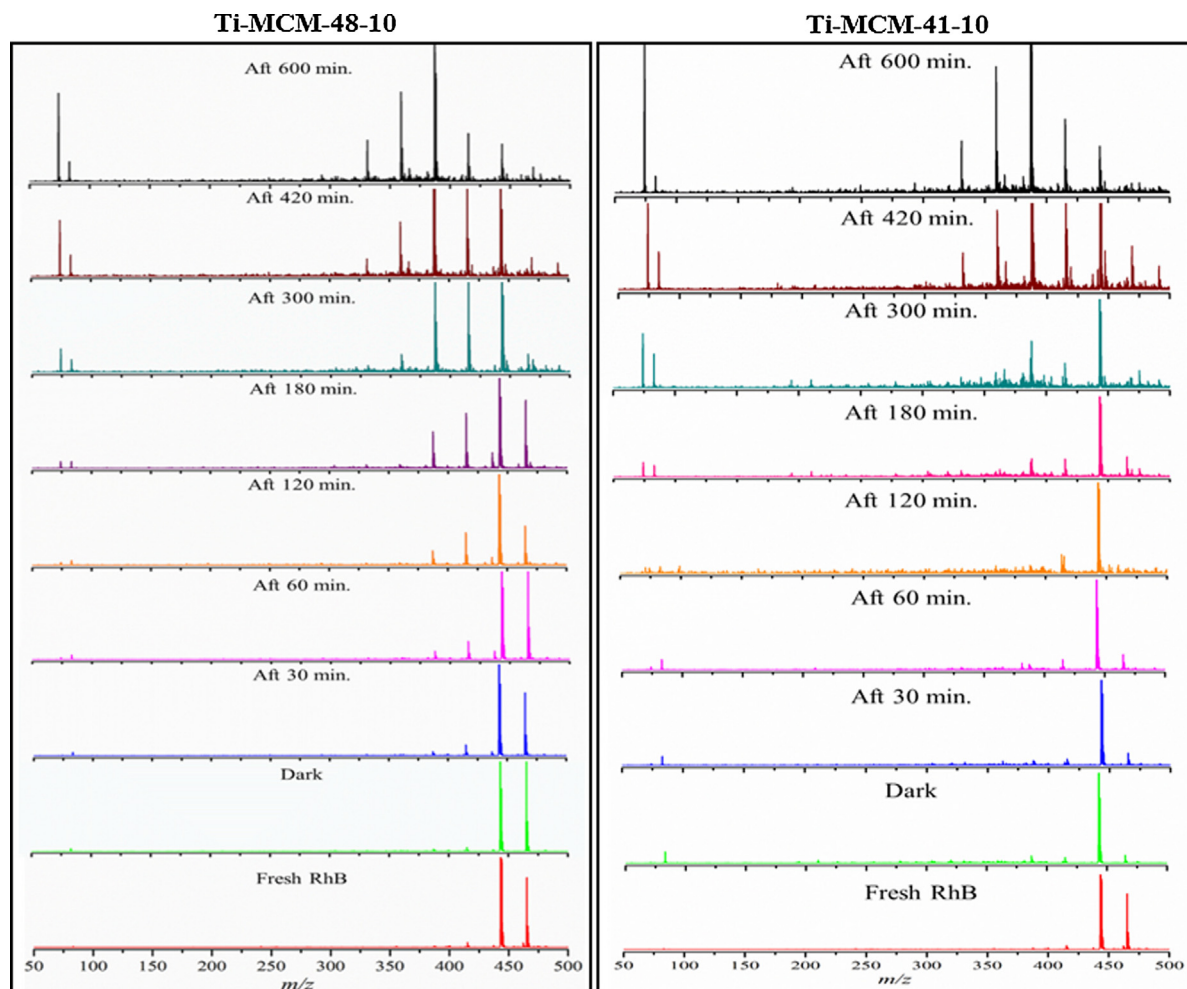 Ti-MCM-48-10
Aft 600 min.
Aft 420 min.
Aft 300 min.
Aft 180 min.
Aft 120 min.
Aft 60 min.
Aft 30 min.
Dark
Fresh RhB
50 100 150 200 250 300 350 400 450 500
m/z
Ti-MCM-41-10
Aft 600 min.
Aft 420 min.
Aft 300 min.
Aft 180 min.
Aft 120 min.
Aft 60 min.
Aft 30 min.
Dark
Fresh RhB
50 100 150 200 250 300 350 400 450 500
m/z